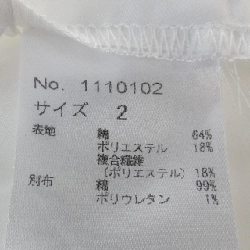 No. 1110102
サイズ 2
表地 綿 64%
ポリエステル 18%
複合繊維
(ポリエステル) 18%
別布 綿 99%
ポリウレタン 1%